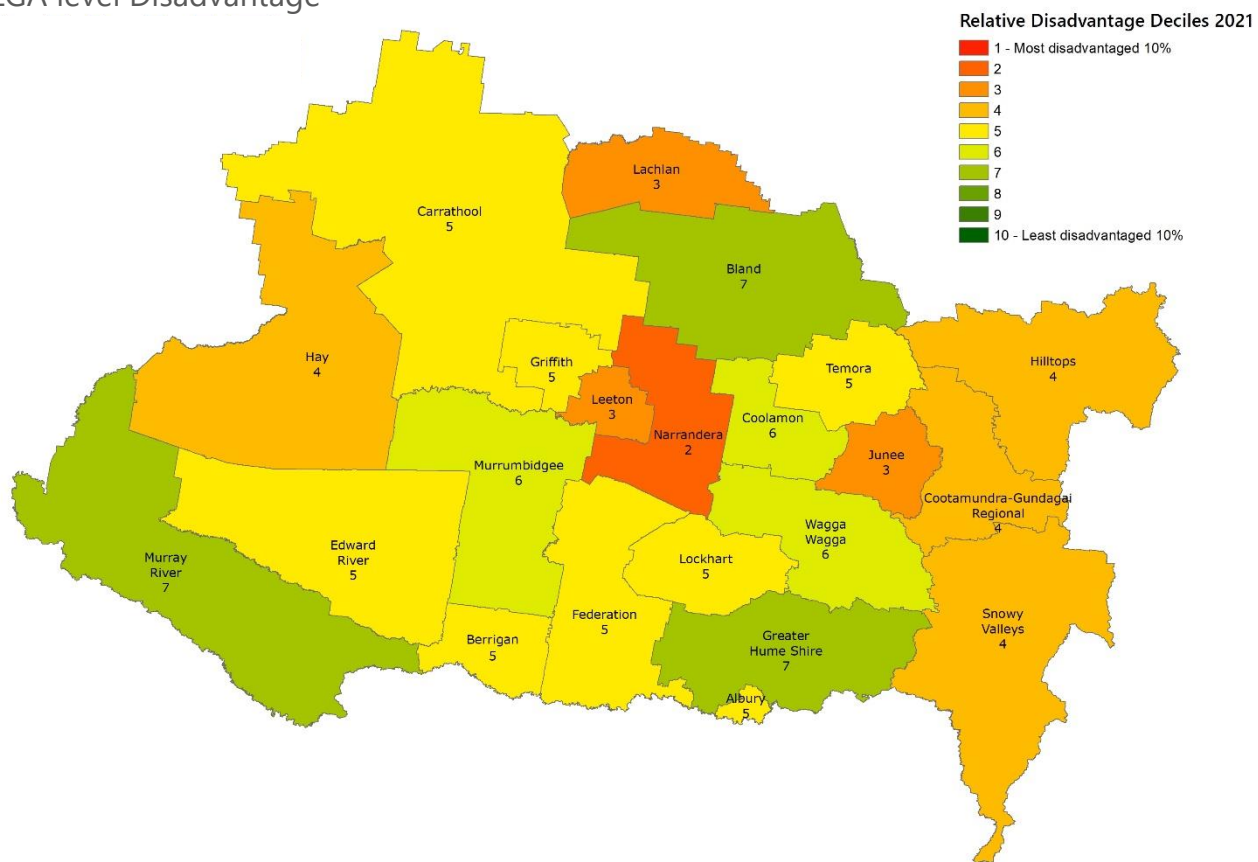 LGA level Disadvantage
Relative Disadvantage Deciles 2021
1 - Most disadvantaged 10%
2
3
4
5
6
7
8
9
10 - Least disadvantaged 10%
Lachlan
3
Carrathool
5
Bland
7
Hay
4
Griffith
5
Temora
5
Hilltops
4
Leeton
3
Narrandera
2
Coolamon
6
Junee
3
Murrumbidgee
6
Cootamundra-Gundagai
Regional
4
Wagga
Wagga
6
Edward
River
5
Murray
River
7
Lockhart
5
Federation
5
Berrigan
5
Snowy
Valleys
4
Greater
Hume Shire
7
Albury
5